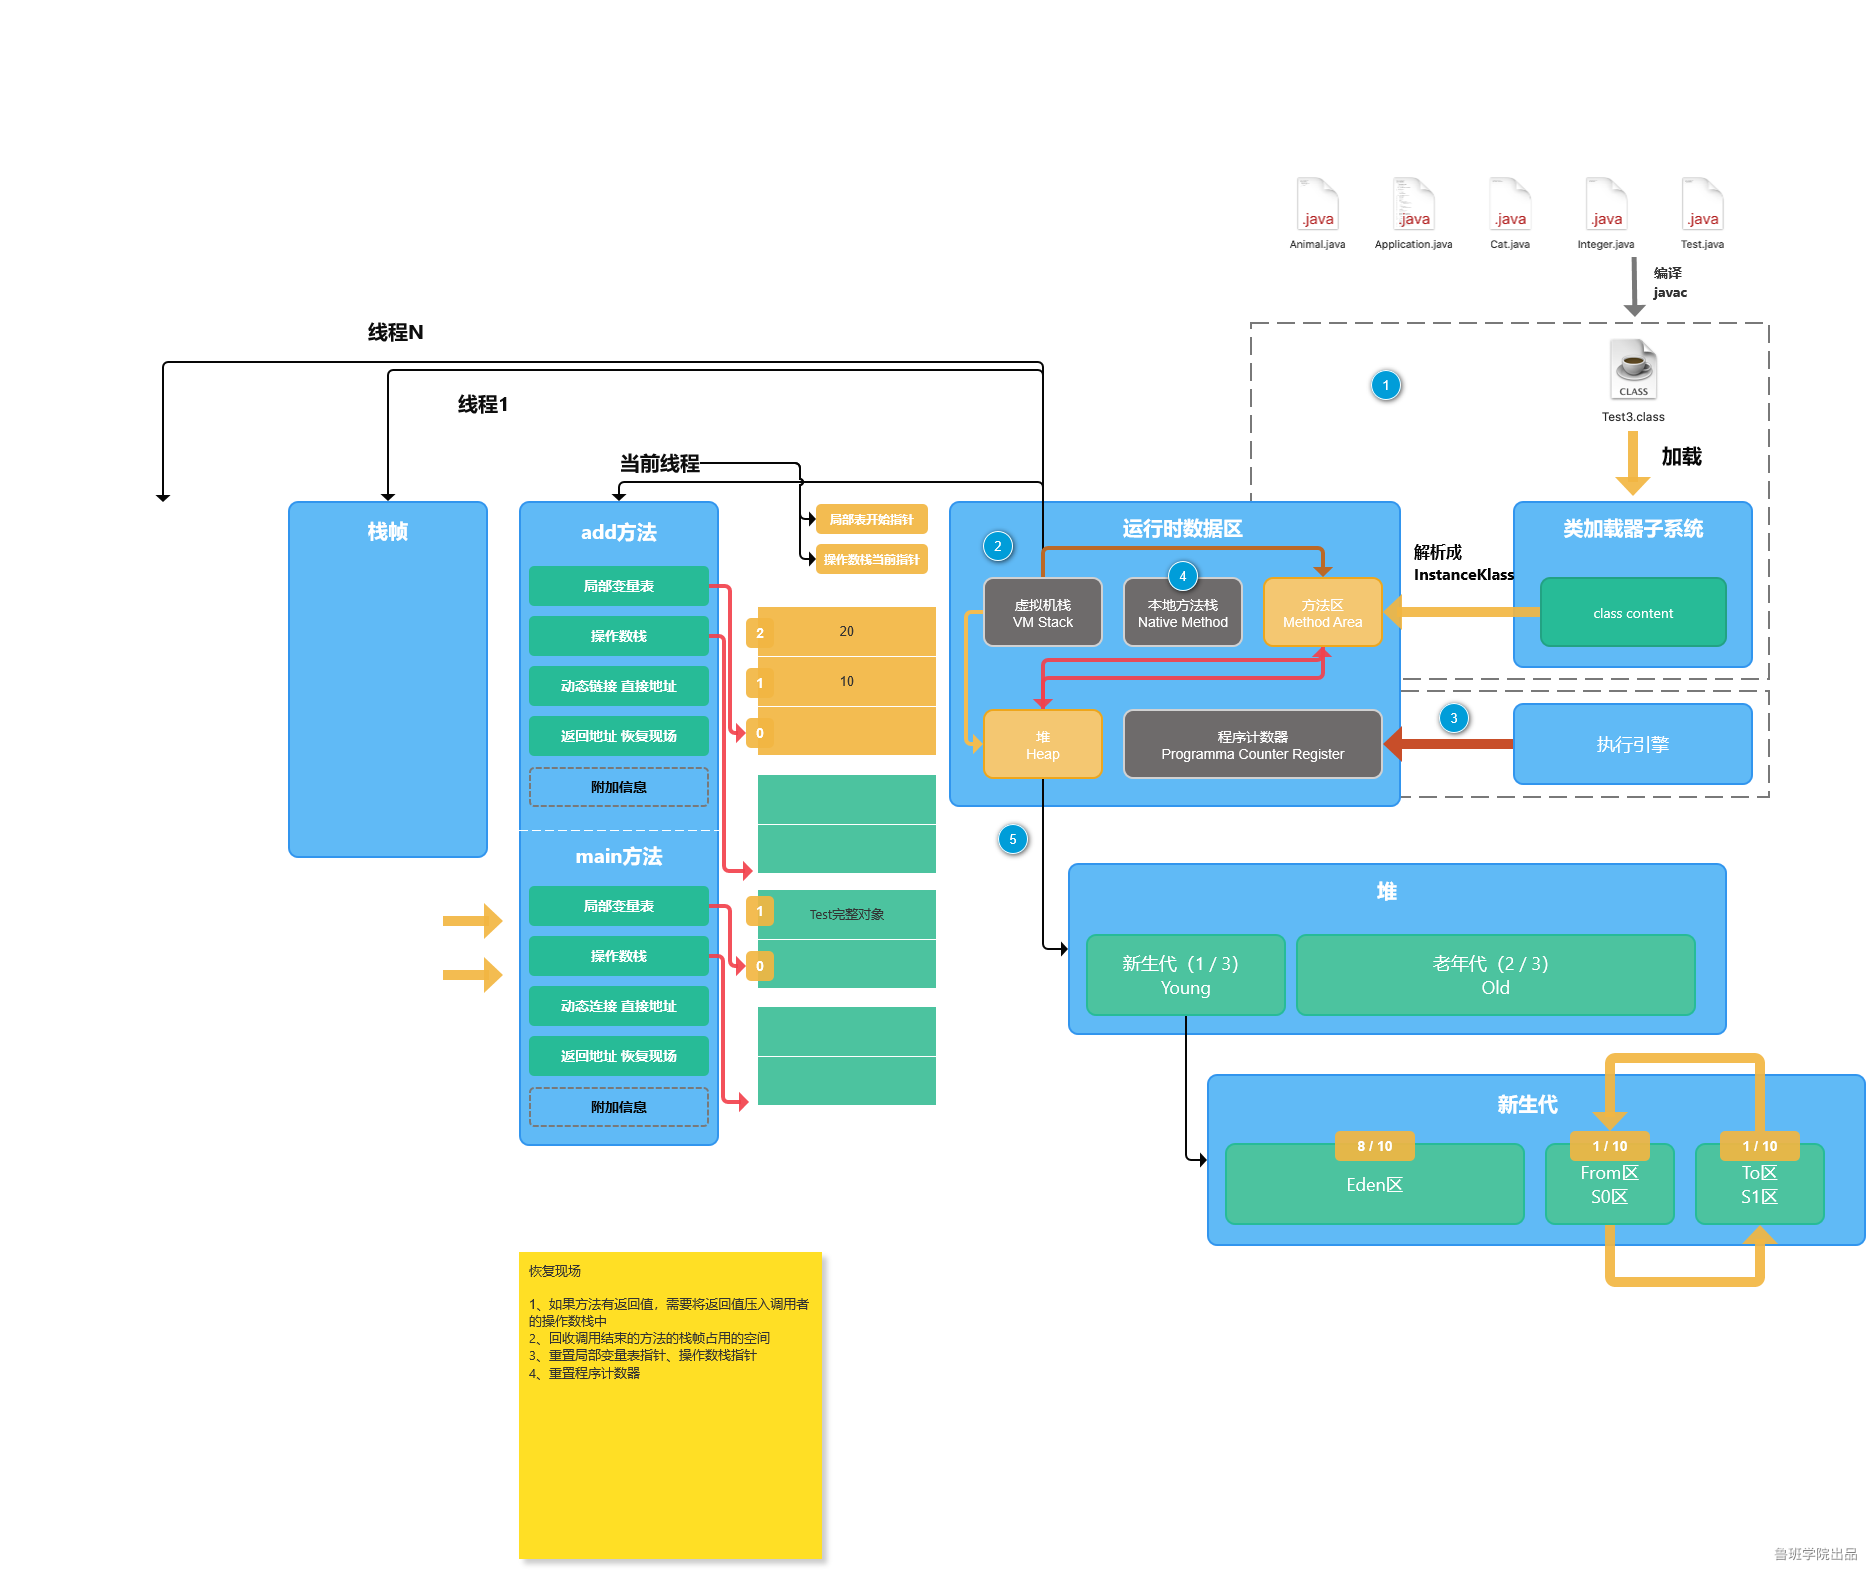 .java
.java
.java
.java
.java
Animal.java
Application.java
Cat.java
Integer.java
Test.java
编译
javac
线程N
线程1
当前线程
局部表开始指针
操作数栈当前指针
1
CLASS
Test3.class
加载
栈帧
add方法
局部变量表
操作数栈
动态链接 直接地址
返回地址 恢复现场
附加信息
main方法
局部变量表
操作数栈
动态连接 直接地址
返回地址 恢复现场
附加信息
2
20
1
10
0
1
Test完整对象
0
运行时数据区
2
4
虚拟机栈
VM Stack
本地方法栈
Native Method
方法区
Method Area
堆
Heap
程序计数器
Programma Counter Register
解析成
InstanceKlass
类加载器子系统
class content
3
执行引擎
5
堆
新生代（1 / 3）
Young
老年代（2 / 3）
Old
新生代
8 / 10
Eden区
1 / 10
From区
S0区
1 / 10
To区
S1区
恢复现场
1、如果方法有返回值，需要将返回值压入调用者
的操作数栈中
2、回收调用结束的方法的栈帧占用的空间
3、重置局部变量表指针、操作数栈指针
4、重置程序计数器
鲁班学院出品